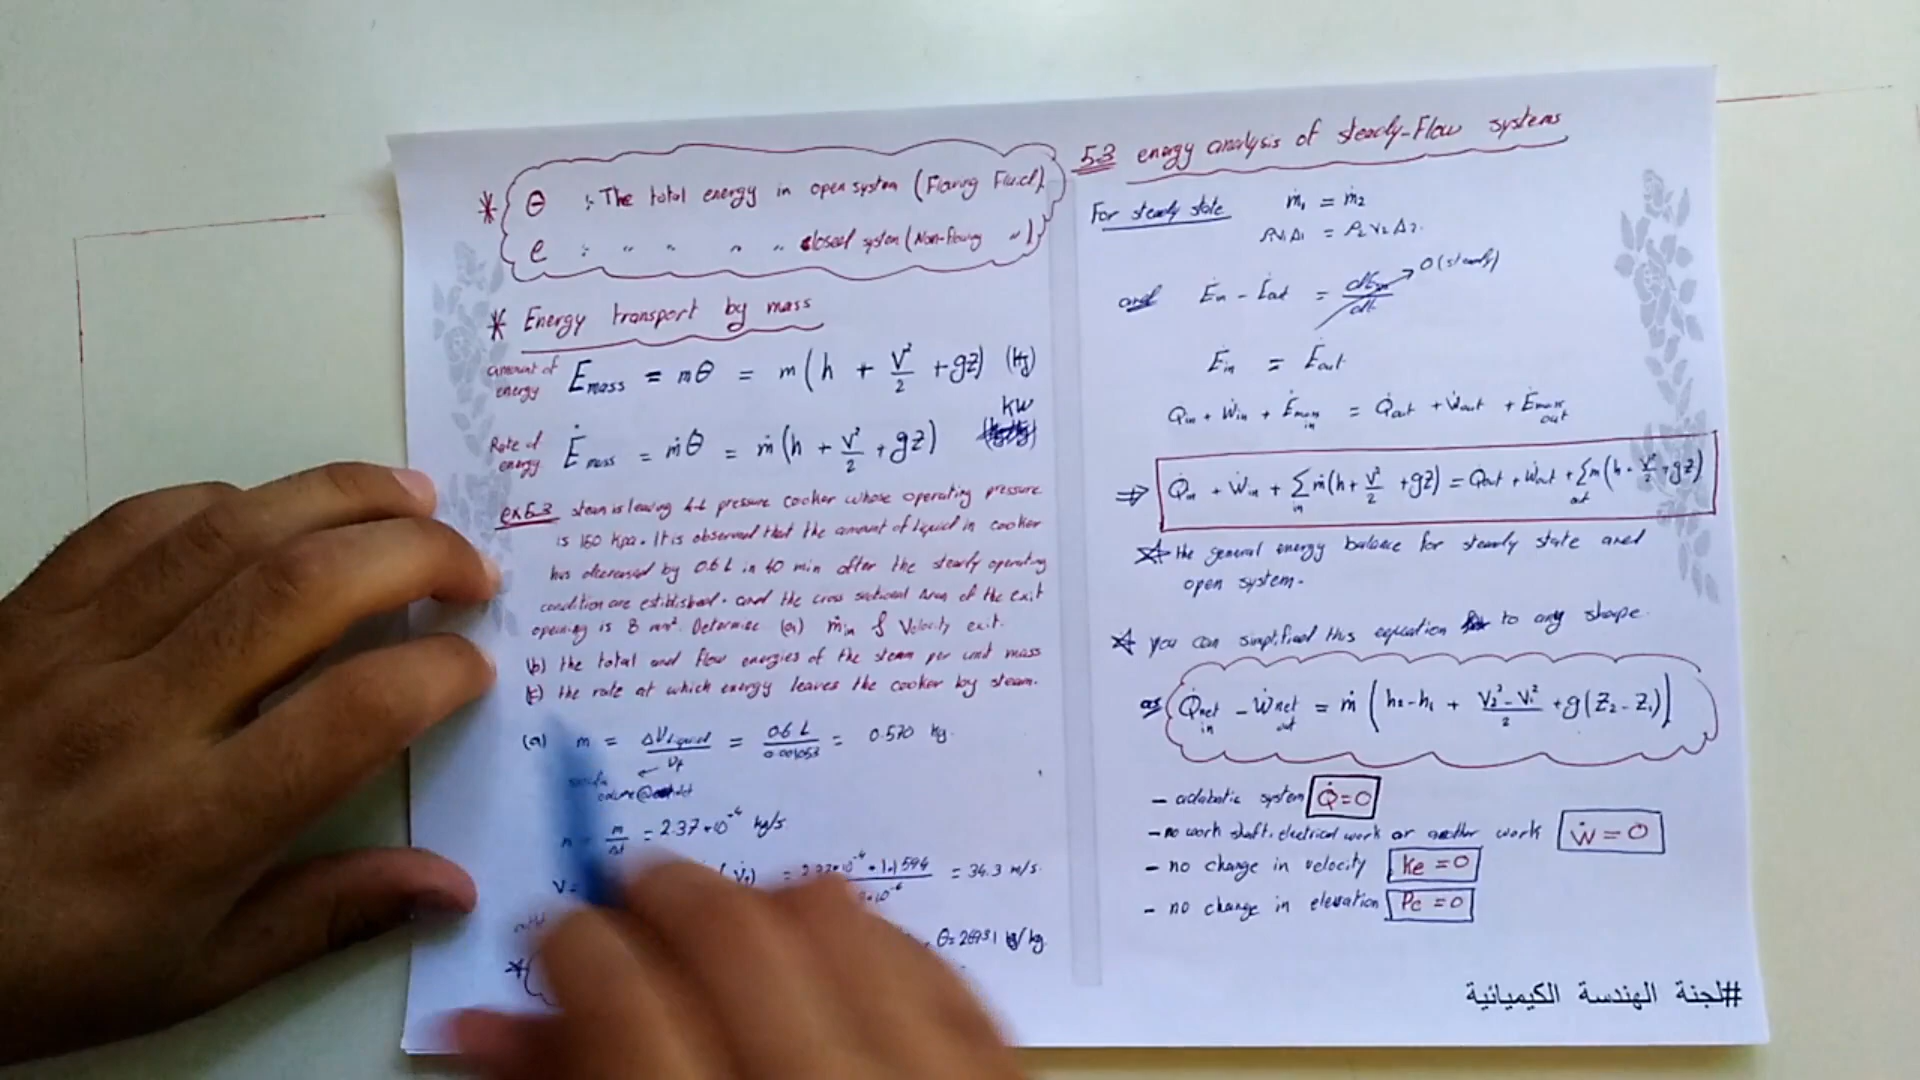 * θ : The total energy in open system (Flowing Fluid)
e : " " " " closed system (Non-flowing ")
* Energy transport by mass
amount of energy E_mass = mθ = m(h + V²/2 + gz) (kJ)
kW
Rate of energy Ė_mass = ṁθ = ṁ(h + V²/2 + gz)
ex 5.3 steam is leaving 4-L pressure cooker whose operating pressure
is 150 kpa. It is observed that the amount of liquid in cooker
has decreased by 0.6 L in 40 min after the steady operating
condition are established. and the cross sectional Area of the exit
opening is 8 mm². Determine (a) ṁin & Velocity exit.
(b) the total and flow energies of the steam per unit mass
(c) the rate at which energy leaves the cooker by steam.
(a) m = ΔV liquid / vf = 0.6 L / 0.001053 = 0.570 kg.
= m/Δt = 2.37*10⁻⁴ kg/s
V = = 34.3 m/s.
5.3 energy analysis of steady-Flow systems
For steady state ṁ₁ = ṁ₂
ρV₁A₁ = ρ₂V₂A₂.
and Ėin - Ėout = dEm/dt 0 (steady)
Ėin = Ėout
Q̇in + Ẇin + Ėmass in = Q̇out + Ẇout + Ėmass out
⇒ Q̇in + Ẇin + Σin ṁ(h + V²/2 + gz) = Q̇out + Ẇout + Σout ṁ(h + V²/2 + gz)
☆ the general energy balance for steady state and
open system.
☆ you can simplified this equation to any shape.
as Q̇net in - Ẇnet out = ṁ (h₂-h₁ + V₂²-V₁²/2 + g(Z₂-Z₁))
- adiabatic system Q̇=0
- no work shaft, electrical work or another work Ẇ=0
- no change in velocity Ke=0
- no change in elevation Pe=0
#لجنة الهندسة الكيميائية